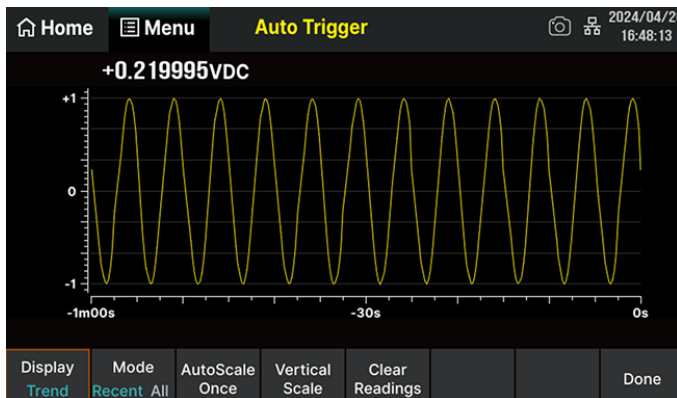 Home Menu Auto Trigger 2024/04/2
16:48:13
+0.219995VDC
+1
0
-1
-1m00s -30s 0s
Display Mode AutoScale Vertical Clear Done
Trend Recent All Once Scale Readings